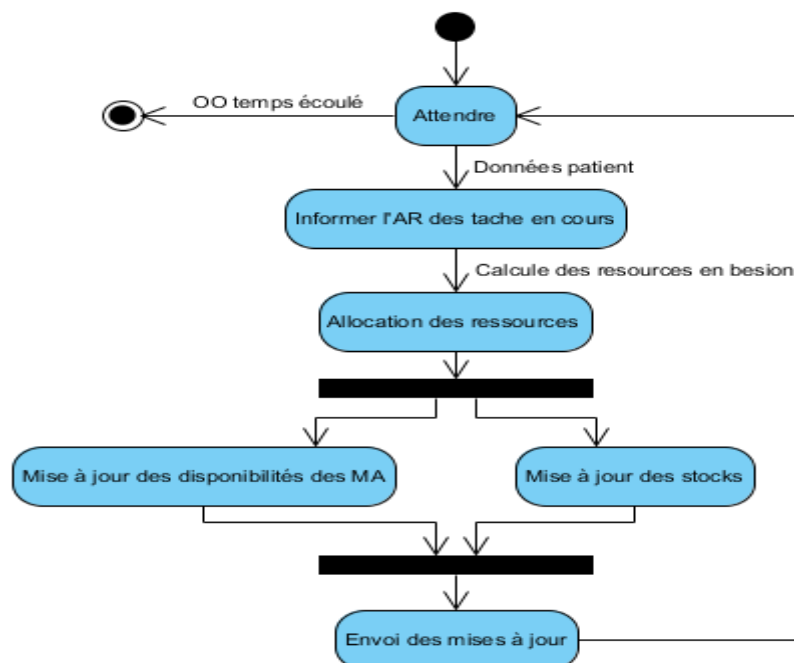 OO temps écoulé
Attendre
Données patient
Informer l'AR des tache en cours
Calcule des resources en besion
Allocation des ressources
Mise à jour des disponibilités des MA
Mise à jour des stocks
Envoi des mises à jour